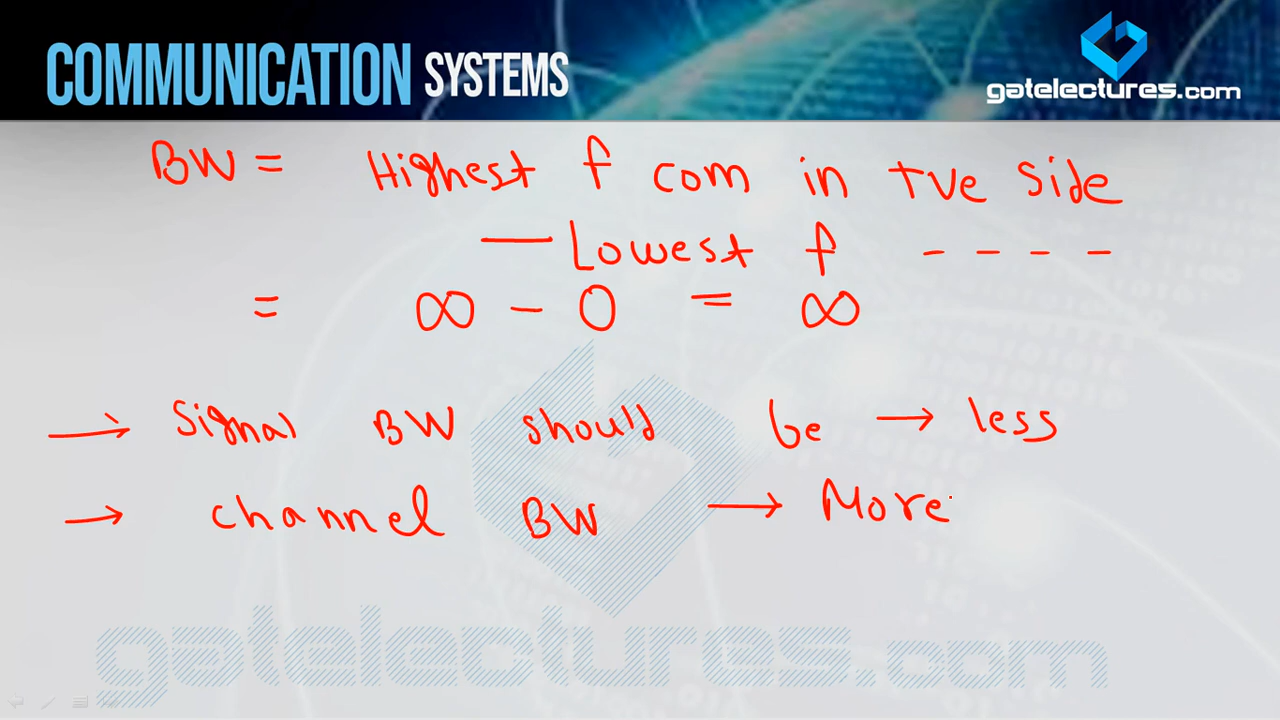 COMMUNICATION SYSTEMS
gatelectures.com
BW = Highest f com in +ve side
— Lowest f - - - -
= ∞ - 0 = ∞
→ Signal BW should be → less
→ channel BW → More
gatelectures.com